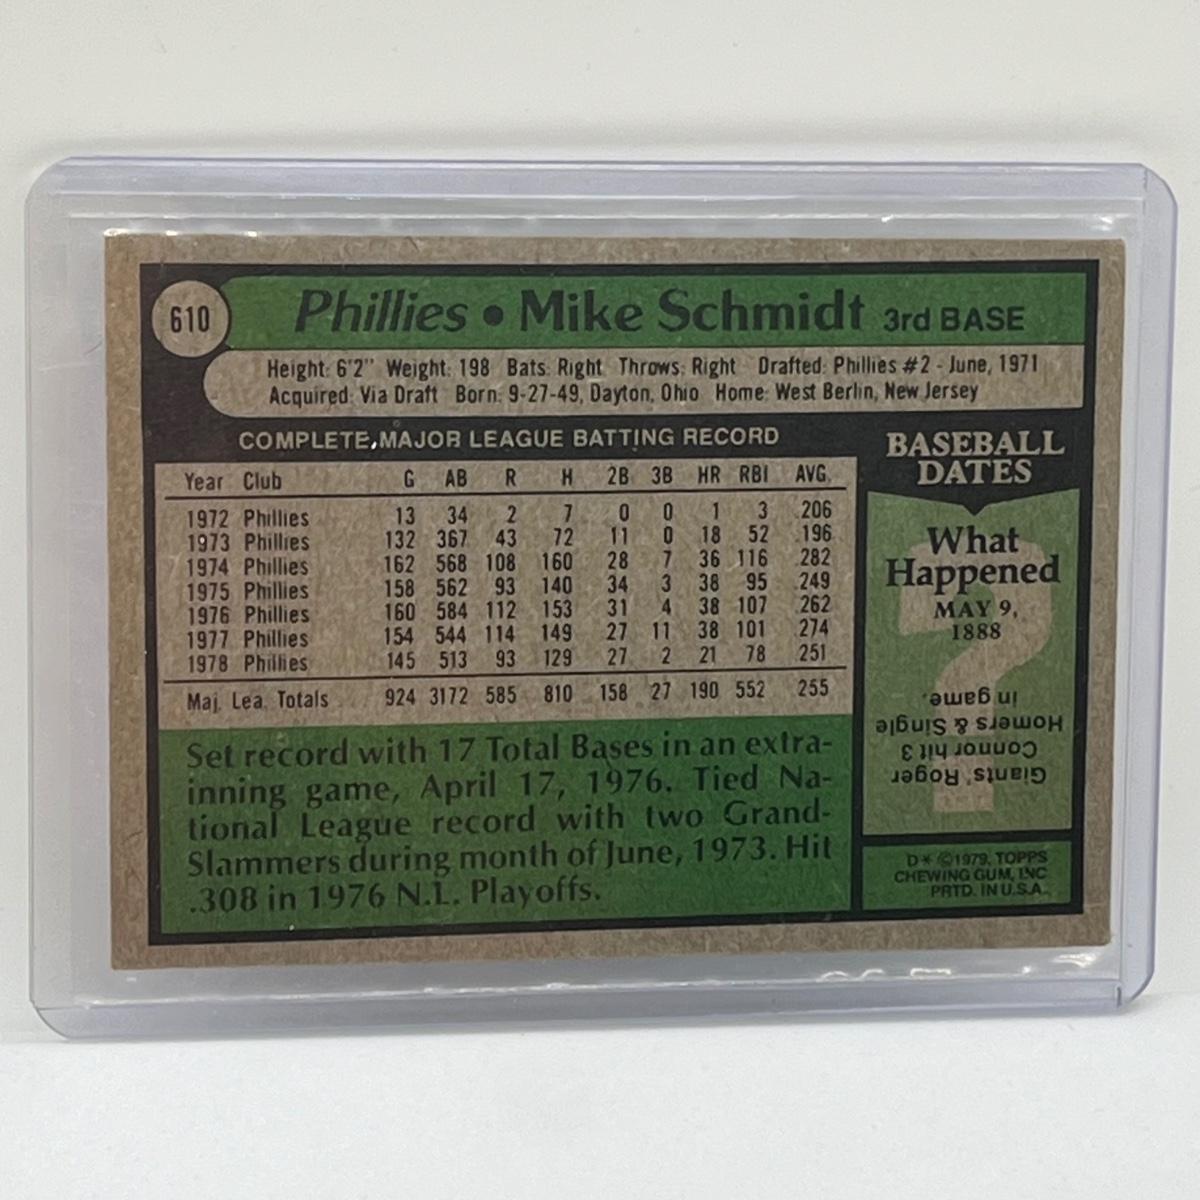 610
Phillies • Mike Schmidt 3rd BASE
Height: 6'2" Weight: 198 Bats: Right Throws: Right Drafted: Phillies #2 - June, 1971
Acquired: Via Draft Born: 9-27-49, Dayton, Ohio Home: West Berlin, New Jersey
COMPLETE MAJOR LEAGUE BATTING RECORD
Year Club G AB R H 2B 3B HR RBI AVG.
1972 Phillies 13 34 2 7 0 0 1 3 .206
1973 Phillies 132 367 43 72 11 0 18 52 .196
1974 Phillies 162 568 108 160 28 7 36 116 .282
1975 Phillies 158 562 93 140 34 3 38 95 .249
1976 Phillies 160 584 112 153 31 4 38 107 .262
1977 Phillies 154 544 114 149 27 11 38 101 .274
1978 Phillies 145 513 93 129 27 2 21 78 .251
Maj. Lea. Totals 924 3172 585 810 158 27 190 552 .255
Set record with 17 Total Bases in an extra-
inning game, April 17, 1976. Tied Na-
tional League record with two Grand-
Slammers during month of June, 1973. Hit
.308 in 1976 N.L. Playoffs.
BASEBALL
DATES
What
Happened
MAY 9,
1888
?
Giants' Roger
Connor hit 3
Homers & Single
in game.
D* ©1979, TOPPS
CHEWING GUM, INC.
PRTD. IN U.S.A.